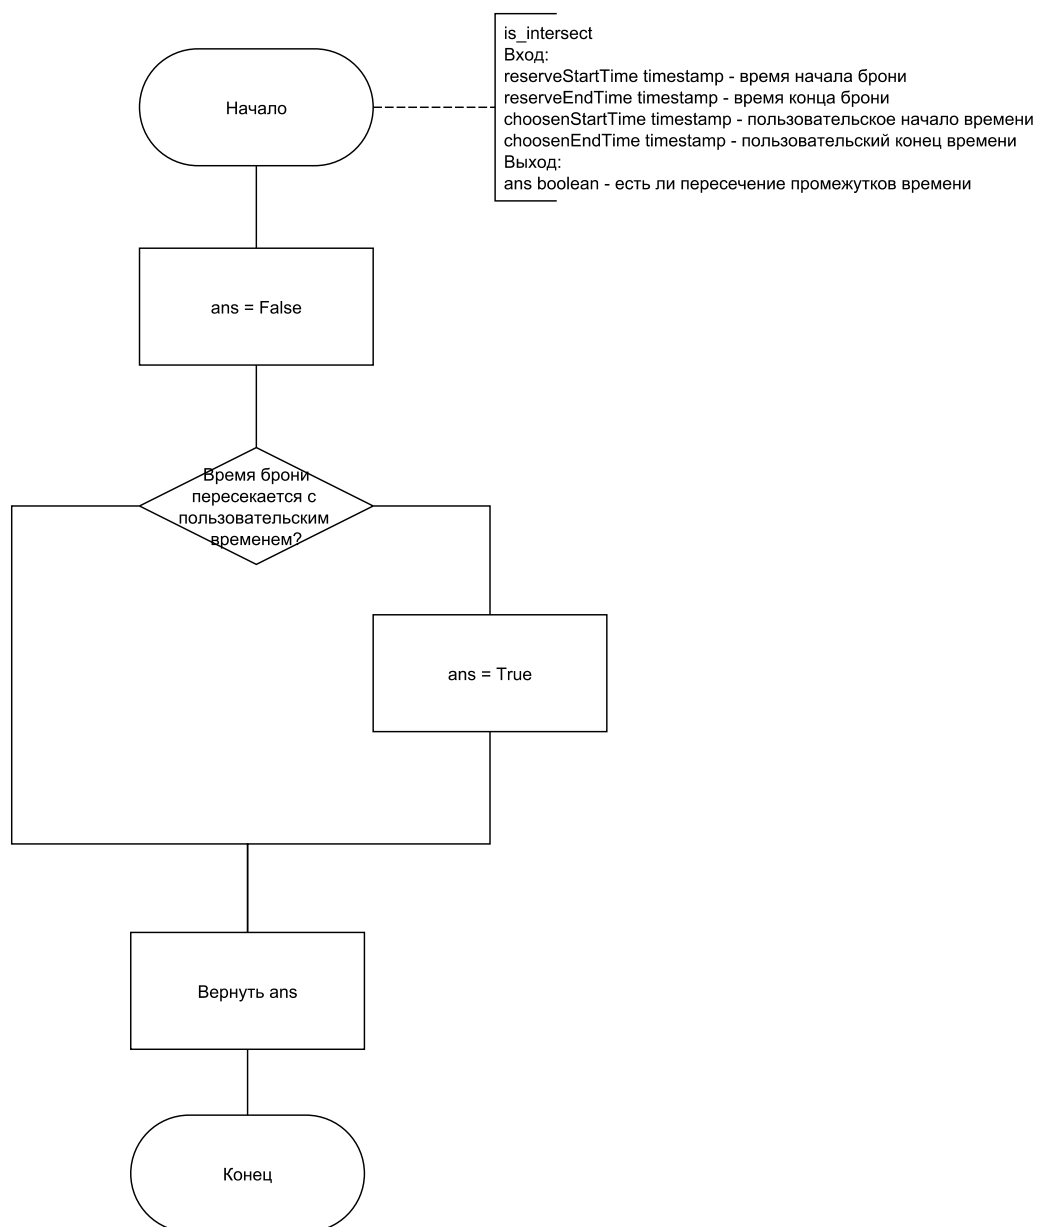 is_intersect
Вход:
reserveStartTime timestamp - время начала брони
reserveEndTime timestamp - время конца брони
choosenStartTime timestamp - пользовательское начало времени
choosenEndTime timestamp - пользовательский конец времени
Выход:
ans boolean - есть ли пересечение промежутков времени
Начало
ans = False
Время брони
пересекается с
пользовательским
временем?
ans = True
Вернуть ans
Конец